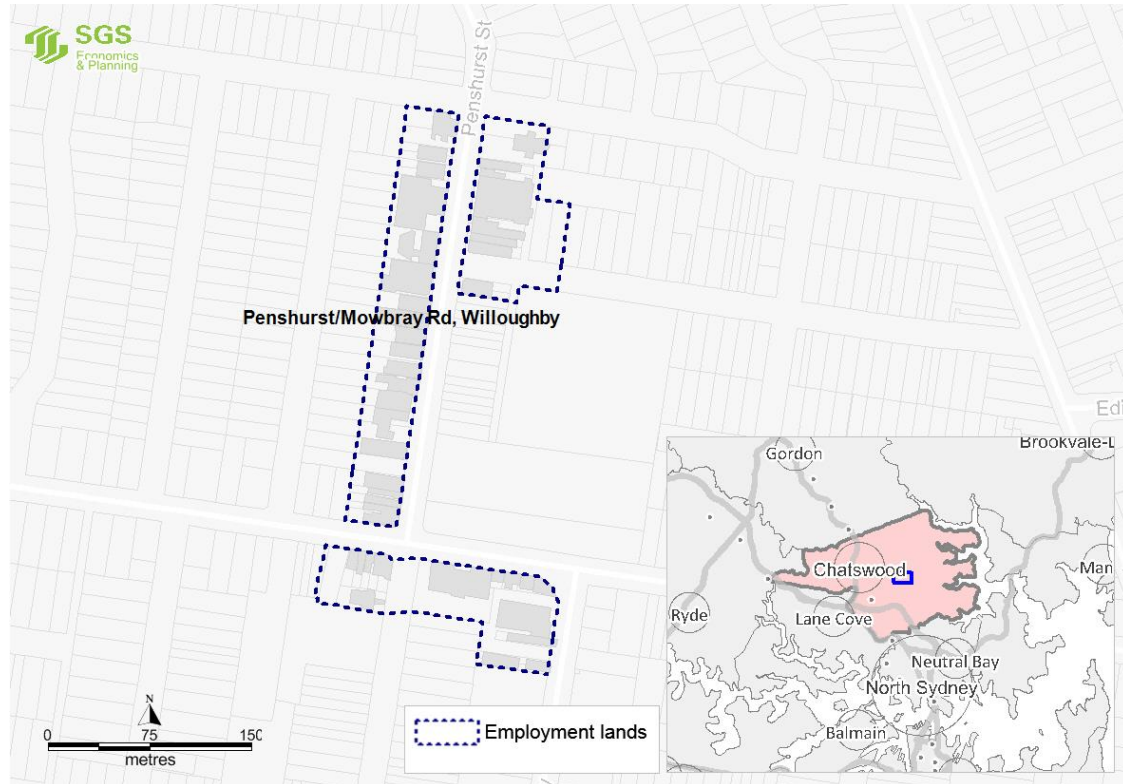 SGS
Economics
& Planning
Penshurst St
Penshurst/Mowbray Rd, Willoughby
Edi
Brookvale-L
Gordon
Chatswood
Man
Ryde
Lane Cove
Neutral Bay
North Sydney
Balmain
N
0 75 150
metres
Employment lands